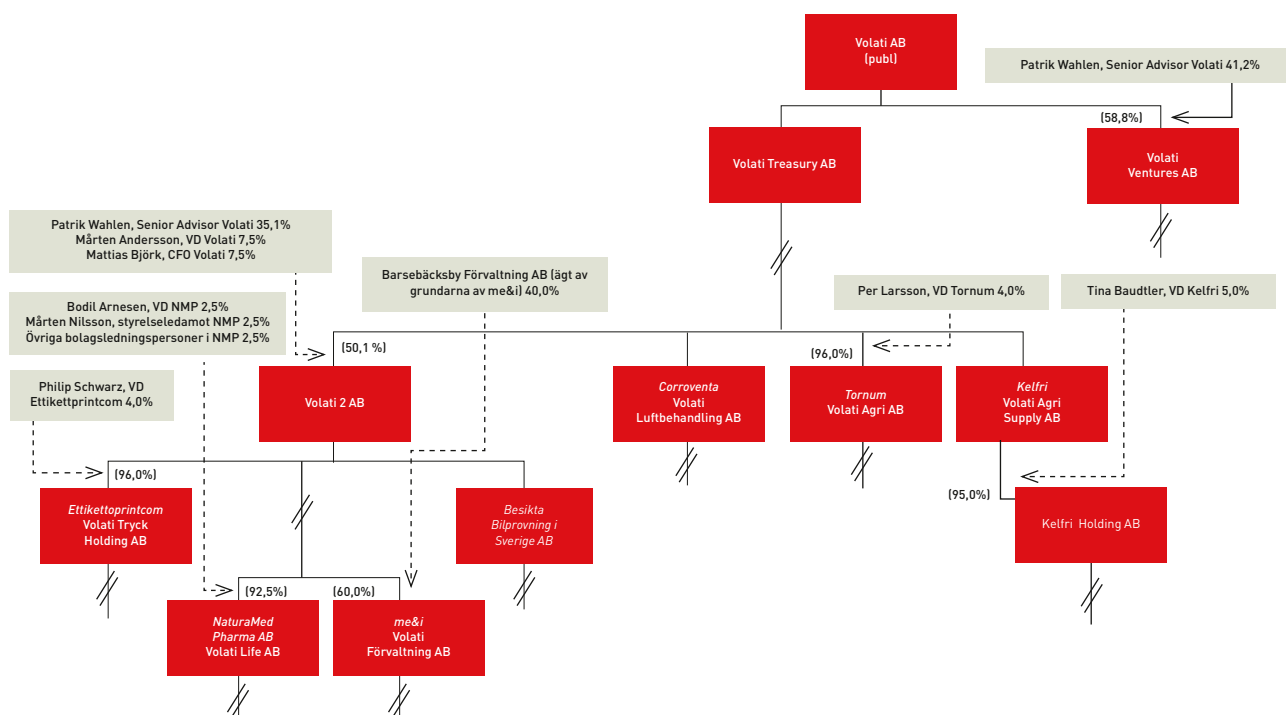 Volati AB
(publ)
Patrik Wahlen, Senior Advisor Volati 41,2%
(58,8%)
Volati Treasury AB
Volati
Ventures AB
Patrik Wahlen, Senior Advisor Volati 35,1%
Mårten Andersson, VD Volati 7,5%
Mattias Björk, CFO Volati 7,5%
Barsebäcksby Förvaltning AB (ägt av
grundarna av me&i) 40,0%
Per Larsson, VD Tornum 4,0%
Tina Baudtler, VD Kelfri 5,0%
Bodil Arnesen, VD NMP 2,5%
Mårten Nilsson, styrelseledamot NMP 2,5%
Övriga bolagsledningspersoner i NMP 2,5%
(50,1 %)
(96,0%)
Philip Schwarz, VD
Ettikettprintcom 4,0%
Volati 2 AB
Corroventa
Volati
Luftbehandling AB
Tornum
Volati Agri AB
Kelfri
Volati Agri
Supply AB
(96,0%)
(95,0%)
Ettikettoprintcom
Volati Tryck
Holding AB
Besikta
Bilprovning i
Sverige AB
Kelfri Holding AB
(92,5%)
(60,0%)
NaturaMed
Pharma AB
Volati Life AB
me&i
Volati
Förvaltning AB